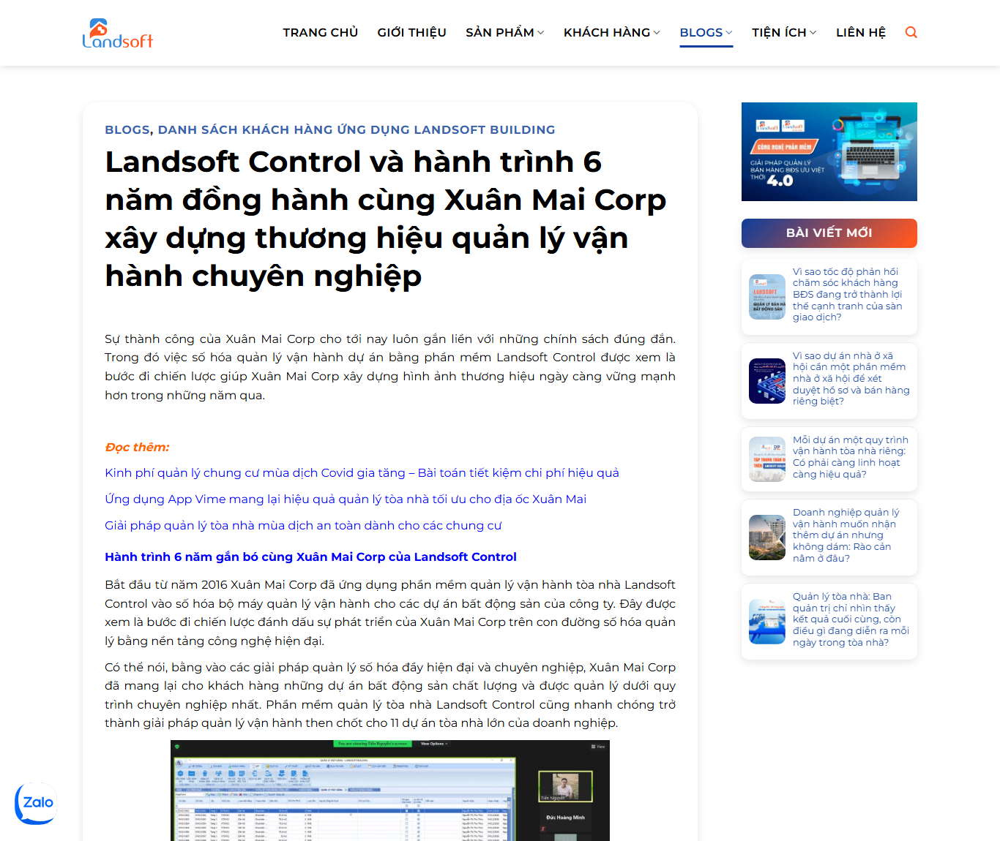 Landsoft
TRANG CHỦ
GIỚI THIỆU
SẢN PHẨM
KHÁCH HÀNG
BLOGS
TIỆN ÍCH
LIÊN HỆ
BLOGS, DANH SÁCH KHÁCH HÀNG ỨNG DỤNG LANDSOFT BUILDING
Landsoft Control và hành trình 6
năm đồng hành cùng Xuân Mai Corp
xây dựng thương hiệu quản lý vận
hành chuyên nghiệp
Sự thành công của Xuân Mai Corp cho tới nay luôn gắn liền với những chính sách đúng đắn.
Trong đó việc số hóa quản lý vận hành dự án bằng phần mềm Landsoft Control được xem là
bước đi chiến lược giúp Xuân Mai Corp xây dựng hình ảnh thương hiệu ngày càng vững mạnh
hơn trong những năm qua.
Đọc thêm:
Kinh phí quản lý chung cư mùa dịch Covid gia tăng – Bài toán tiết kiệm chi phí hiệu quả
Ứng dụng App Vime mang lại hiệu quả quản lý tòa nhà tối ưu cho địa ốc Xuân Mai
Giải pháp quản lý tòa nhà mùa dịch an toàn dành cho các chung cư
Hành trình 6 năm gắn bó cùng Xuân Mai Corp của Landsoft Control
Bắt đầu từ năm 2016 Xuân Mai Corp đã ứng dụng phần mềm quản lý vận hành tòa nhà Landsoft
Control vào số hóa bộ máy quản lý vận hành cho các dự án bất động sản của công ty. Đây được
xem là bước đi chiến lược đánh dấu sự phát triển của Xuân Mai Corp trên con đường số hóa quản
lý bằng nền tảng công nghệ hiện đại.
Có thể nói, bằng vào các giải pháp quản lý số hóa đầy hiện đại và chuyên nghiệp, Xuân Mai Corp
đã mang lại cho khách hàng những dự án bất động sản chất lượng và được quản lý dưới quy
trình chuyên nghiệp nhất. Phần mềm quản lý tòa nhà Landsoft Control cũng nhanh chóng trở
thành giải pháp quản lý vận hành then chốt cho 11 dự án tòa nhà lớn của doanh nghiệp.
You are viewing Tiến Nguyễn's screen
View Options
View
Tiến Nguyễn
Đức Hoàng Minh
Zalo
CÔNG NGHỆ PHẦN MỀM
GIẢI PHÁP QUẢN LÝ
BÁN HÀNG BĐS ƯU VIỆT
THỜI 4.0
BÀI VIẾT MỚI
Vì sao tốc độ phản hồi
chăm sóc khách hàng
BĐS đang trở thành lợi
thế cạnh tranh của sàn
giao dịch?
Vì sao dự án nhà ở xã
hội cần một phần mềm
nhà ở xã hội để xét
duyệt hồ sơ và bán hàng
riêng biệt?
Mỗi dự án một quy trình
vận hành tòa nhà riêng:
Có phải càng linh hoạt
càng hiệu quả?
Doanh nghiệp quản lý
vận hành muốn nhận
thêm dự án nhưng
không dám: Rào cản
nằm ở đâu?
Quản lý tòa nhà: Ban
quản trị chỉ nhìn thấy
kết quả cuối cùng, còn
điều gì đang diễn ra mỗi
ngày trong tòa nhà?